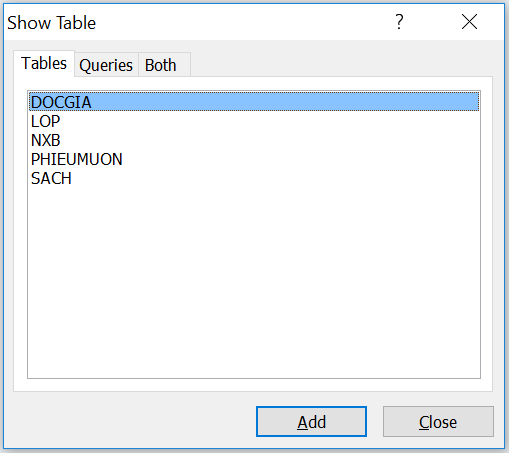 Show Table ?
Tables Queries Both
DOCGIA
LOP
NXB
PHIEUMUON
SACH
Add Close